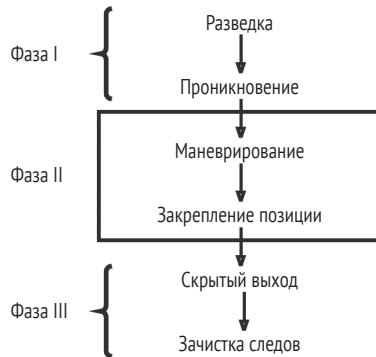 Разведка
Фаза I
Проникновение
Маневрирование
Фаза II
Закрепление позиции
Скрытый выход
Фаза III
Зачистка следов